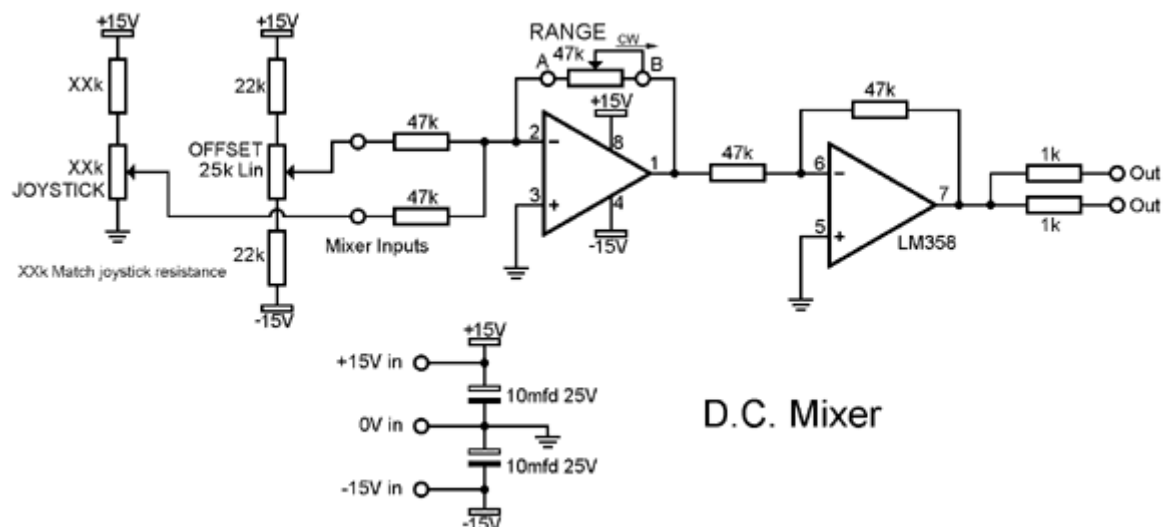 +15V
+15V
RANGE
47k
CW
A
B
XXk
22k
+15V
47k
47k
2
8
1
OFFSET
25k Lin
XXk
JOYSTICK
3
4
47k
6
7
1k
Out
47k
-15V
5
1k
Out
Mixer Inputs
LM358
22k
XXk Match joystick resistance
-15V
+15V
+15V in
10mfd 25V
0V in
D.C. Mixer
10mfd 25V
-15V in
-15V